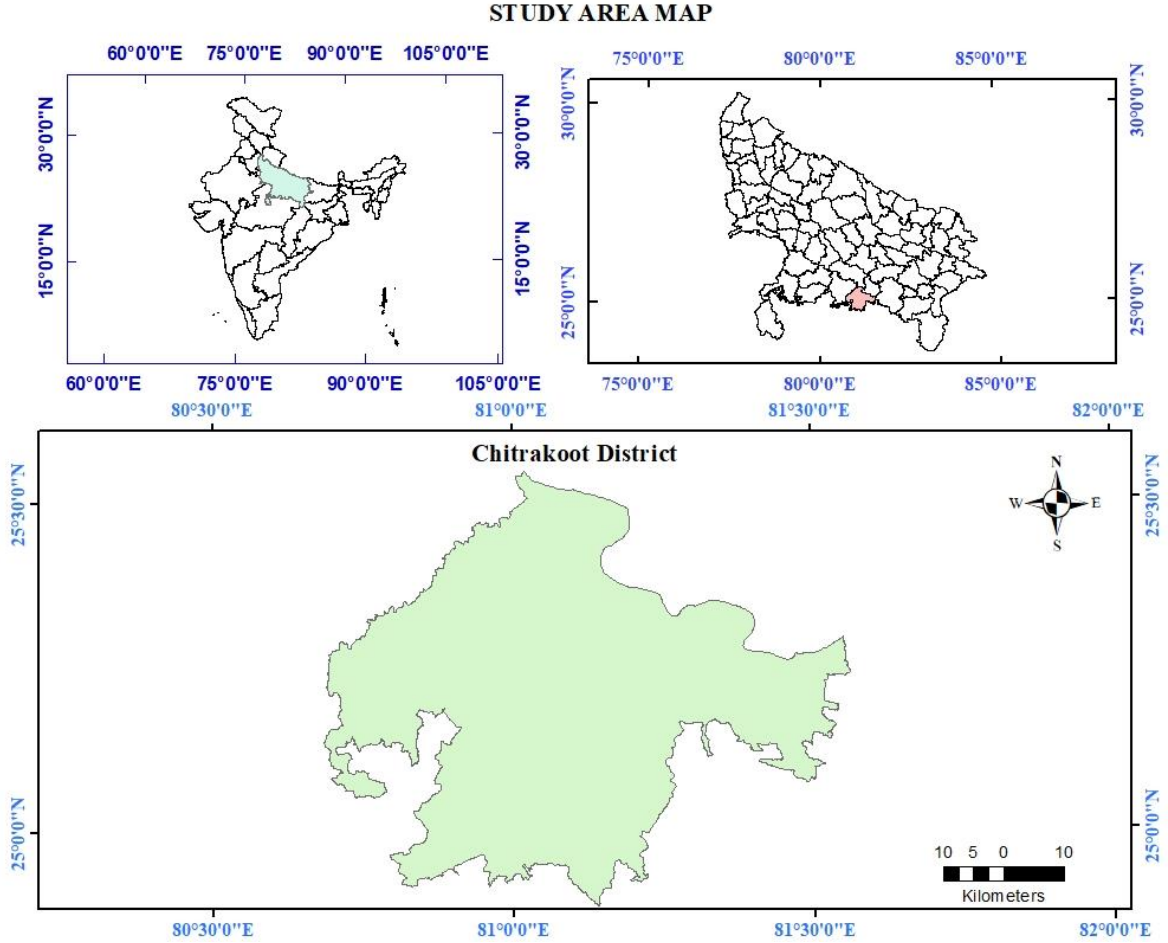 STUDY AREA MAP
60°0'0"E 75°0'0"E 90°0'0"E 105°0'0"E
30°0'0"N
15°0'0"N
30°0'0"N
15°0'0"N
60°0'0"E 75°0'0"E 90°0'0"E 105°0'0"E
75°0'0"E 80°0'0"E 85°0'0"E
30°0'0"N
25°0'0"N
30°0'0"N
25°0'0"N
75°0'0"E 80°0'0"E 85°0'0"E
80°30'0"E 81°0'0"E 81°30'0"E 82°0'0"E
Chitrakoot District
25°30'0"N
25°0'0"N
N
W E
S
25°30'0"N
25°0'0"N
10 5 0 10
Kilometers
80°30'0"E 81°0'0"E 81°30'0"E 82°0'0"E